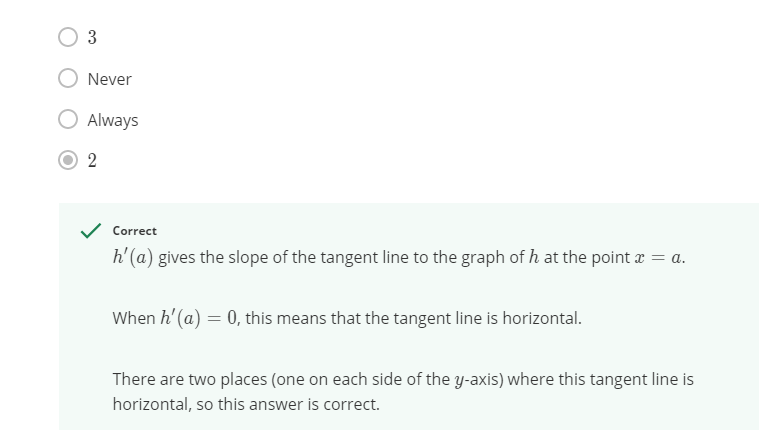 3
Never
Always
2
Correct
h′(a) gives the slope of the tangent line to the graph of h at the point x = a.
When h′(a) = 0, this means that the tangent line is horizontal.
There are two places (one on each side of the y-axis) where this tangent line is
horizontal, so this answer is correct.